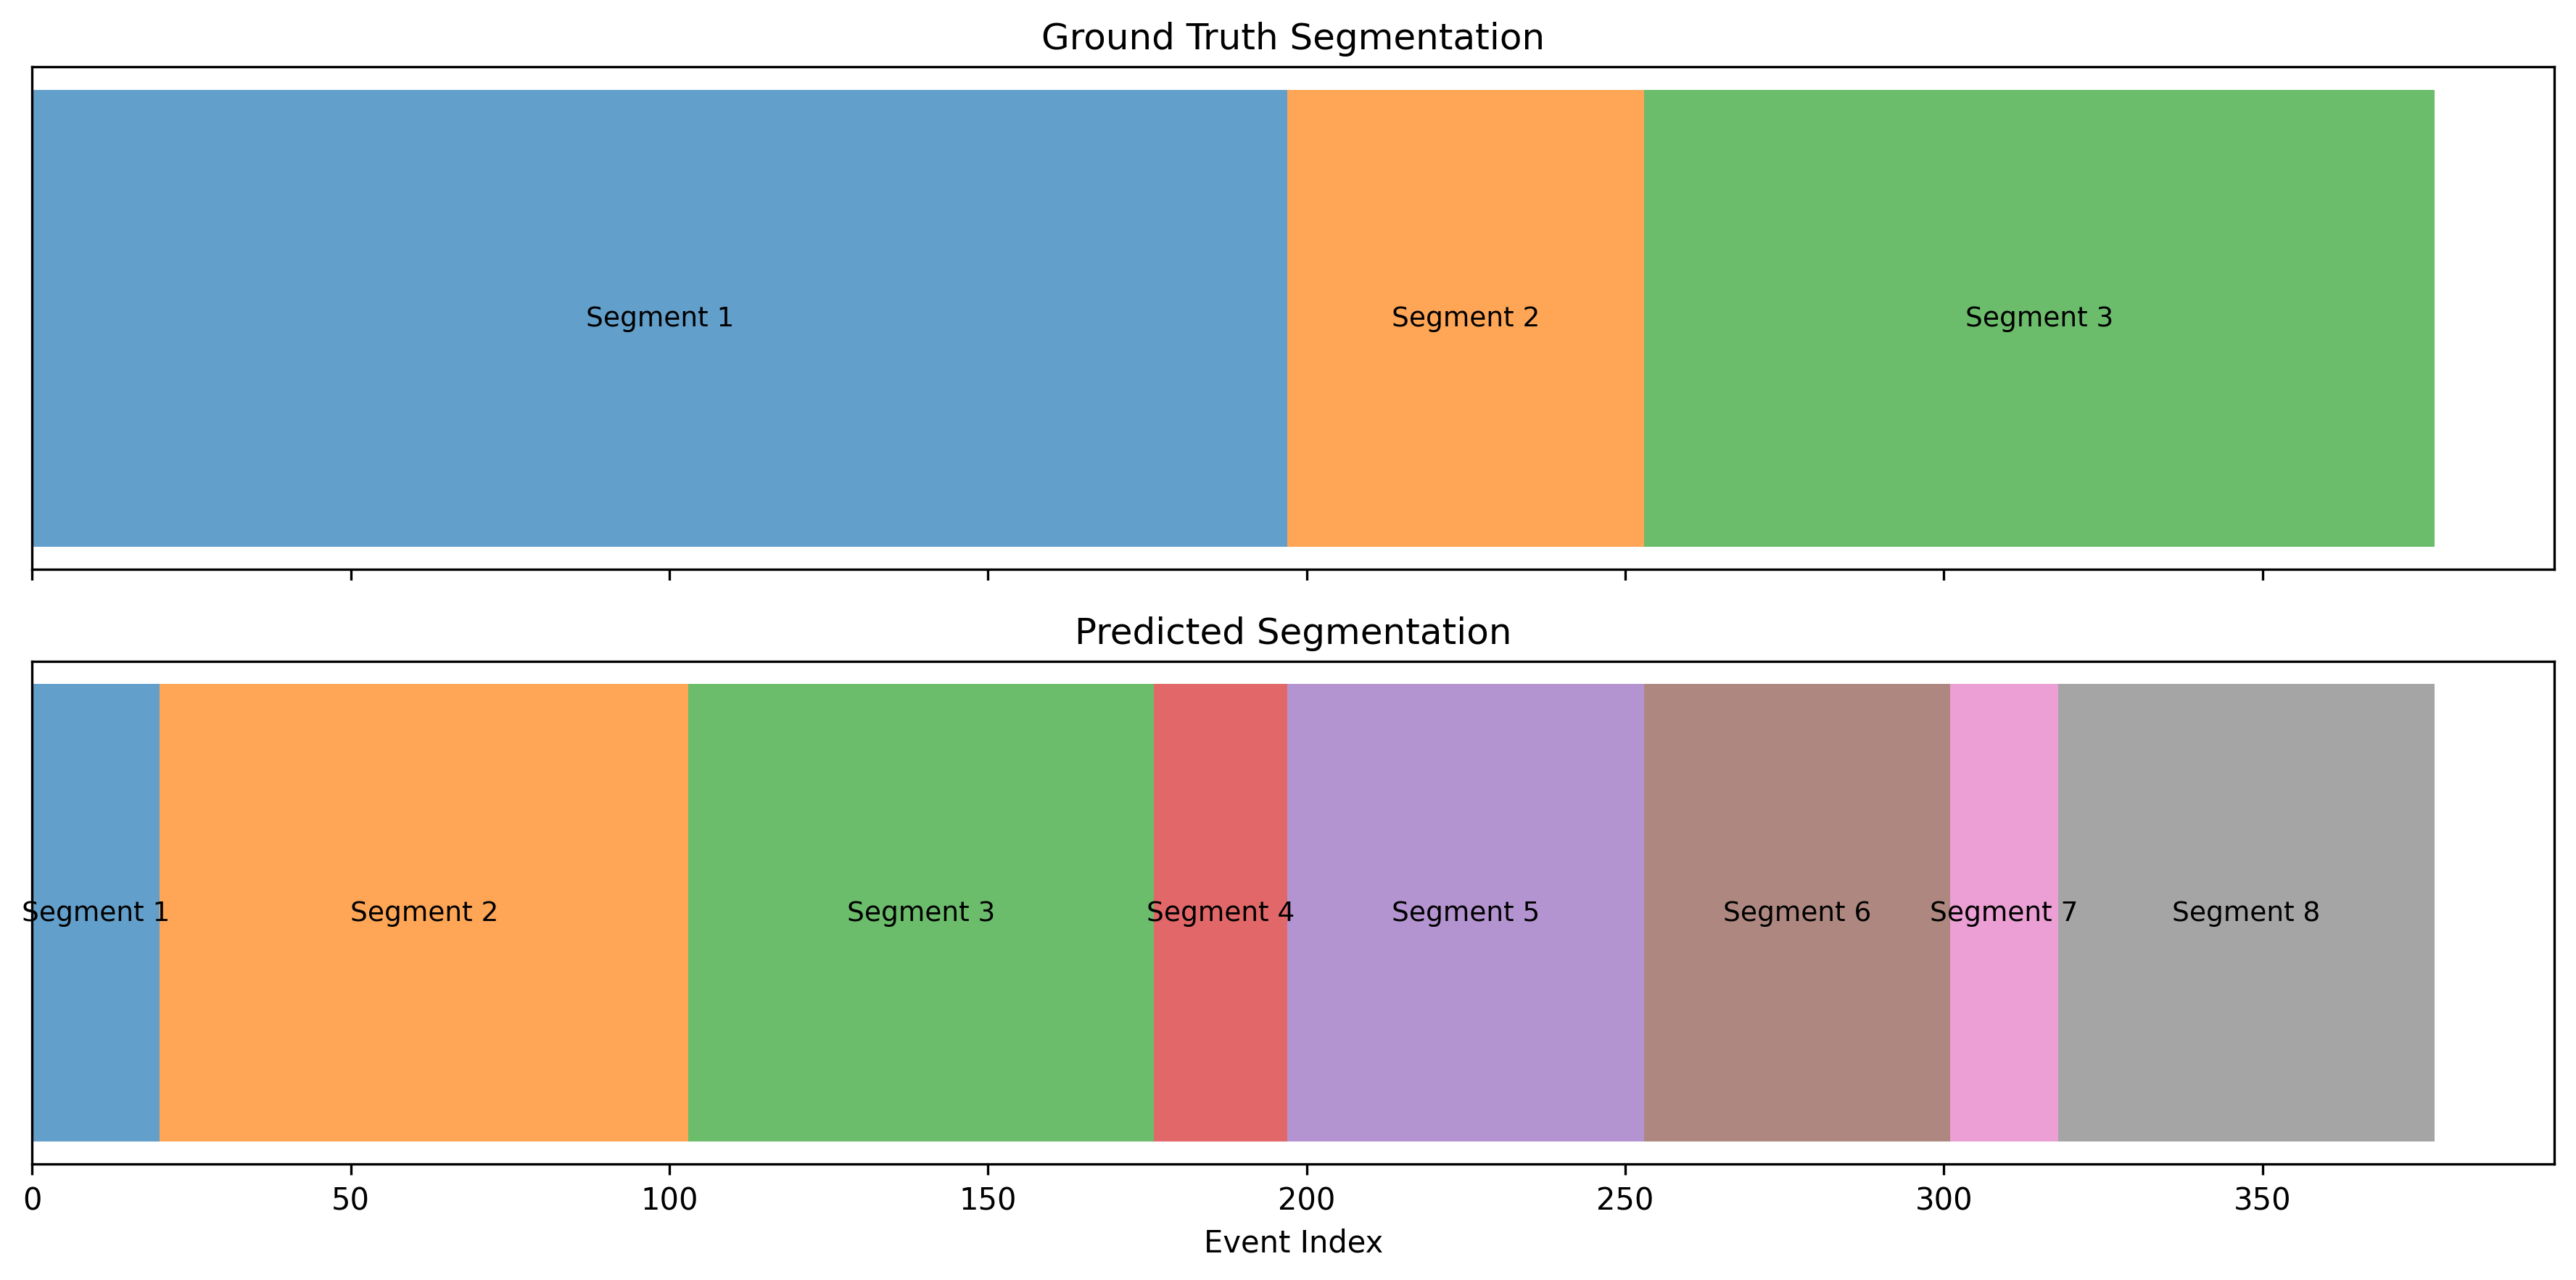 Ground Truth Segmentation
Segment 1 Segment 2 Segment 3
Predicted Segmentation
Segment 1 Segment 2 Segment 3 Segment 4 Segment 5 Segment 6 Segment 7 Segment 8
0 50 100 150 200 250 300 350
Event Index